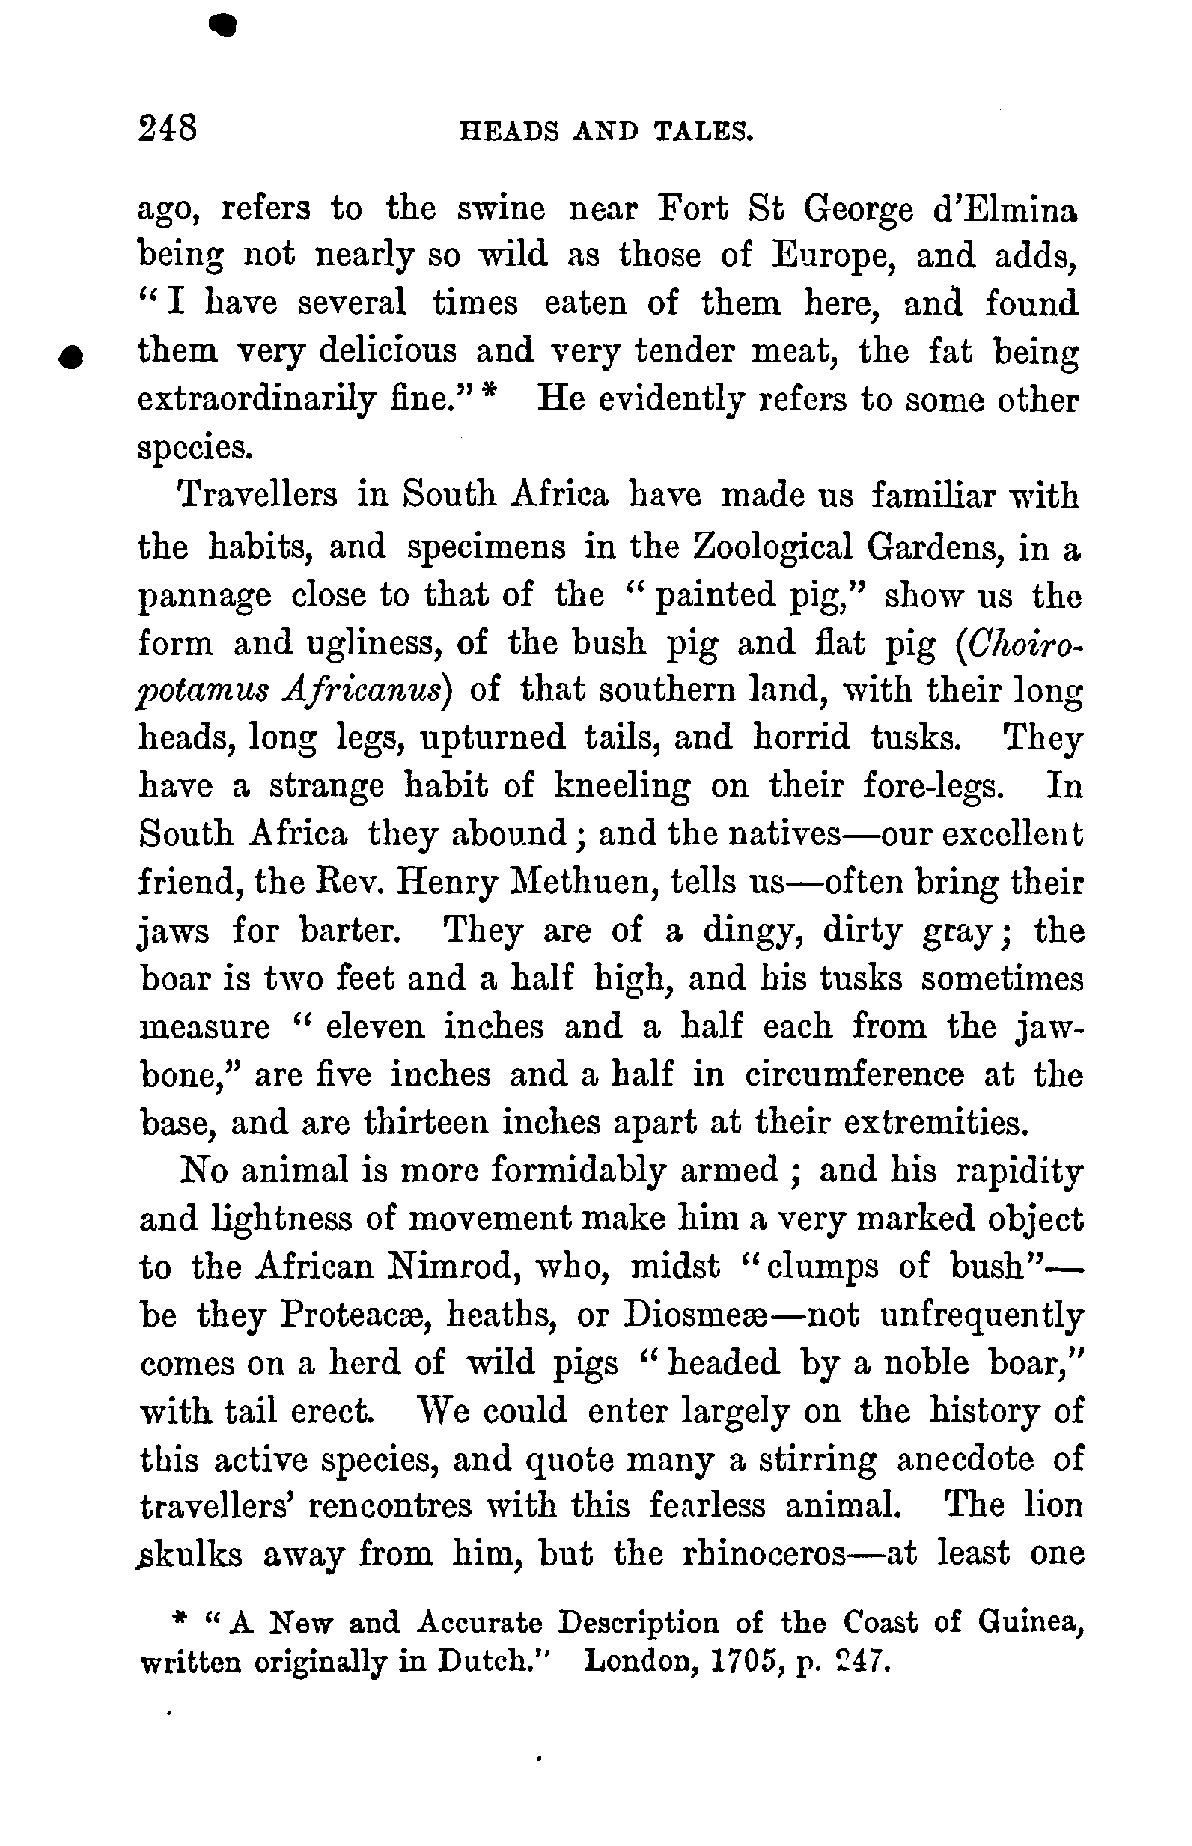 248 HEADS AND TALES.
ago, refers to the swine near Fort St George d'Elmina
being not nearly so wild as those of Europe, and adds,
“ I have several times eaten of them here, and found
them very delicious and very tender meat, the fat being
extraordinarily fine.” * He evidently refers to some other
species.
Travellers in South Africa have made us familiar with
the habits, and specimens in the Zoological Gardens, in a
pannage close to that of the “ painted pig,” show us the
form and ugliness, of the bush pig and flat pig (Choiro-
potamus Africanus) of that southern land, with their long
heads, long legs, upturned tails, and horrid tusks. They
have a strange habit of kneeling on their fore-legs. In
South Africa they abound; and the natives—our excellent
friend, the Rev. Henry Methuen, tells us—often bring their
jaws for barter. They are of a dingy, dirty gray; the
boar is two feet and a half high, and his tusks sometimes
measure “ eleven inches and a half each from the jaw-
bone,” are five inches and a half in circumference at the
base, and are thirteen inches apart at their extremities.
No animal is more formidably armed ; and his rapidity
and lightness of movement make him a very marked object
to the African Nimrod, who, midst “ clumps of bush”—
be they Proteacæ, heaths, or Diosmeæ—not unfrequently
comes on a herd of wild pigs “ headed by a noble boar,”
with tail erect. We could enter largely on the history of
this active species, and quote many a stirring anecdote of
travellers' rencontres with this fearless animal. The lion
skulks away from him, but the rhinoceros—at least one
* “ A New and Accurate Description of the Coast of Guinea,
written originally in Dutch.” London, 1705, p. 247.